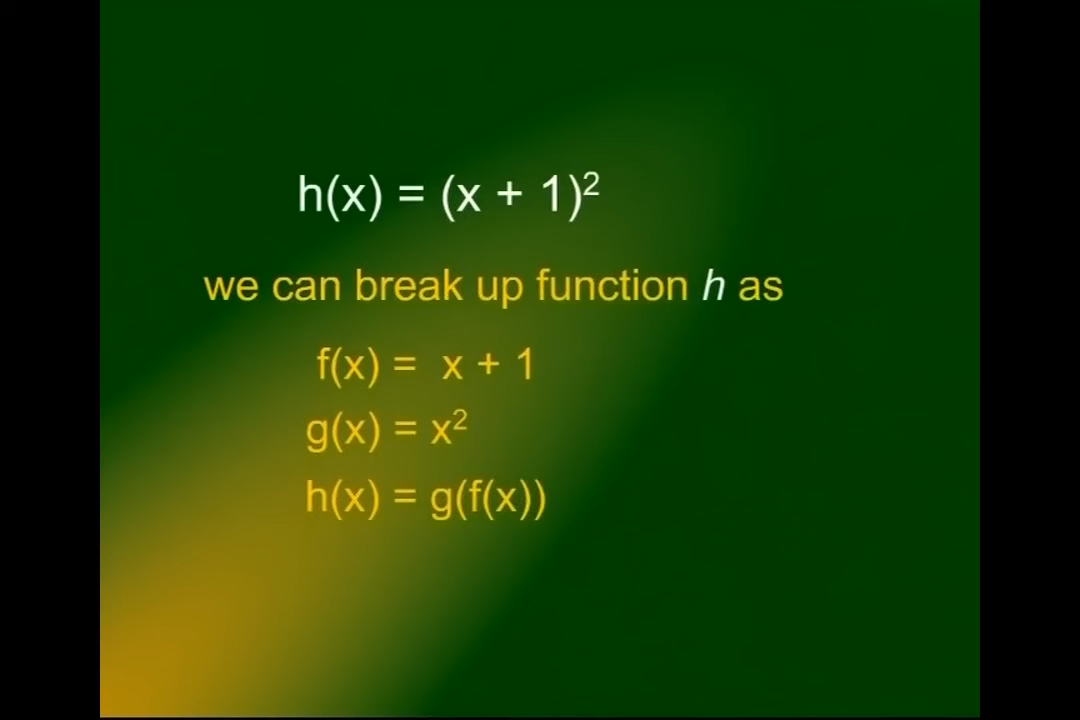 h(x) = (x + 1)²
we can break up function h as
f(x) = x + 1
g(x) = x²
h(x) = g(f(x))